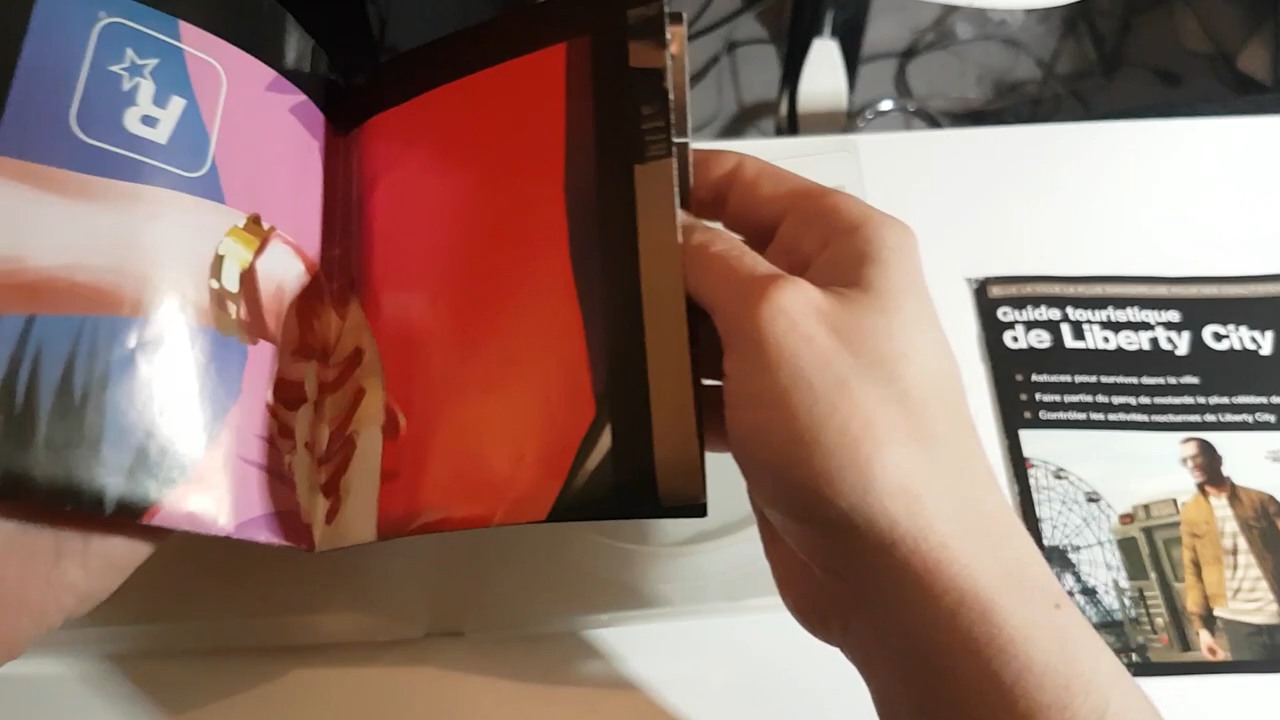 R
Guide touristique
de Liberty City
Astuces pour survivre dans la ville
Faire partie du gang de motards le plus célèbre de
Contrôler les activités nocturnes de Liberty City